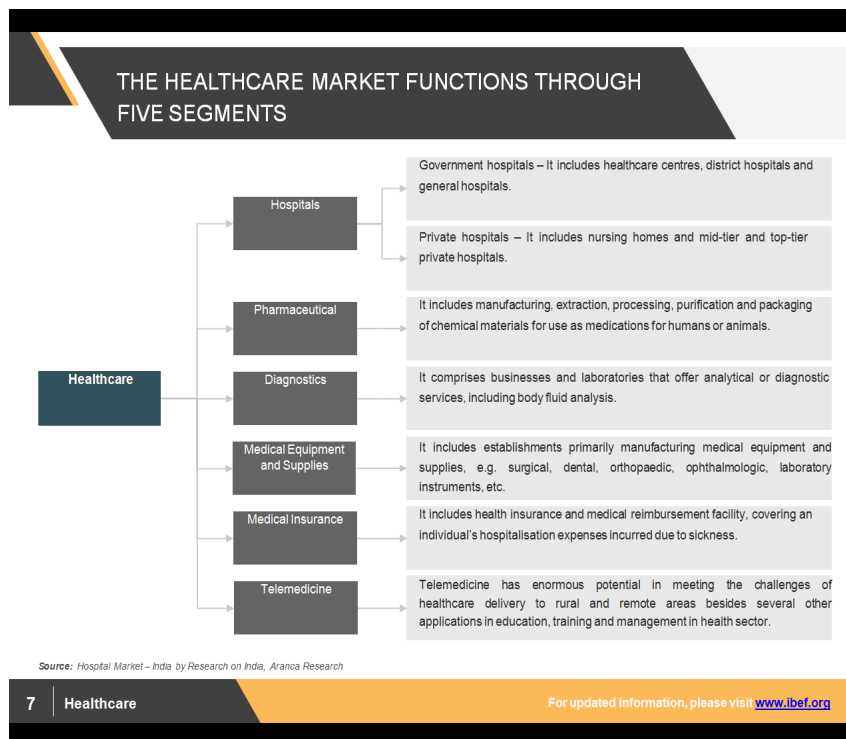 THE HEALTHCARE MARKET FUNCTIONS THROUGH
FIVE SEGMENTS
Healthcare
Hospitals
Government hospitals – It includes healthcare centres, district hospitals and
general hospitals.
Private hospitals – It includes nursing homes and mid-tier and top-tier
private hospitals.
Pharmaceutical
It includes manufacturing, extraction, processing, purification and packaging
of chemical materials for use as medications for humans or animals.
Diagnostics
It comprises businesses and laboratories that offer analytical or diagnostic
services, including body fluid analysis.
Medical Equipment
and Supplies
It includes establishments primarily manufacturing medical equipment and
supplies, e.g. surgical, dental, orthopaedic, ophthalmologic, laboratory
instruments, etc.
Medical Insurance
It includes health insurance and medical reimbursement facility, covering an
individual’s hospitalisation expenses incurred due to sickness.
Telemedicine
Telemedicine has enormous potential in meeting the challenges of
healthcare delivery to rural and remote areas besides several other
applications in education, training and management in health sector.
Source: Hospital Market – India by Research on India, Aranca Research
7 Healthcare
For updated information, please visit www.ibef.org